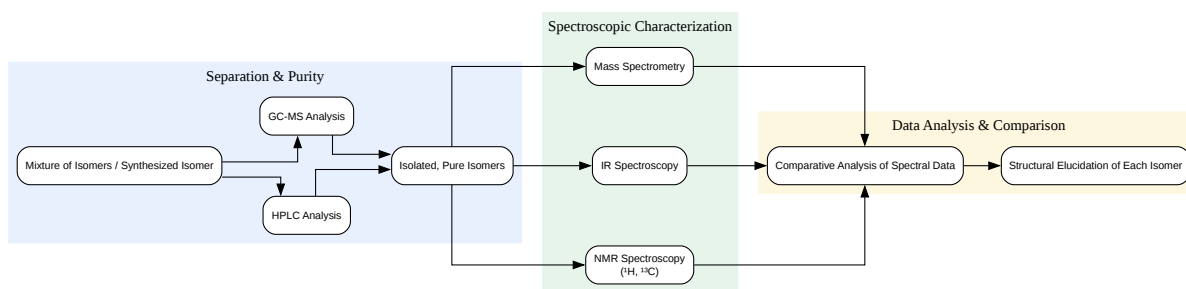 Spectroscopic Characterization
Mass Spectrometry
Separation & Purity
GC-MS Analysis
Data Analysis & Comparison
Mixture of Isomers / Synthesized Isomer
Isolated, Pure Isomers
IR Spectroscopy
Comparative Analysis of Spectral Data
Structural Elucidation of Each Isomer
HPLC Analysis
NMR Spectroscopy
(¹H, ¹³C)